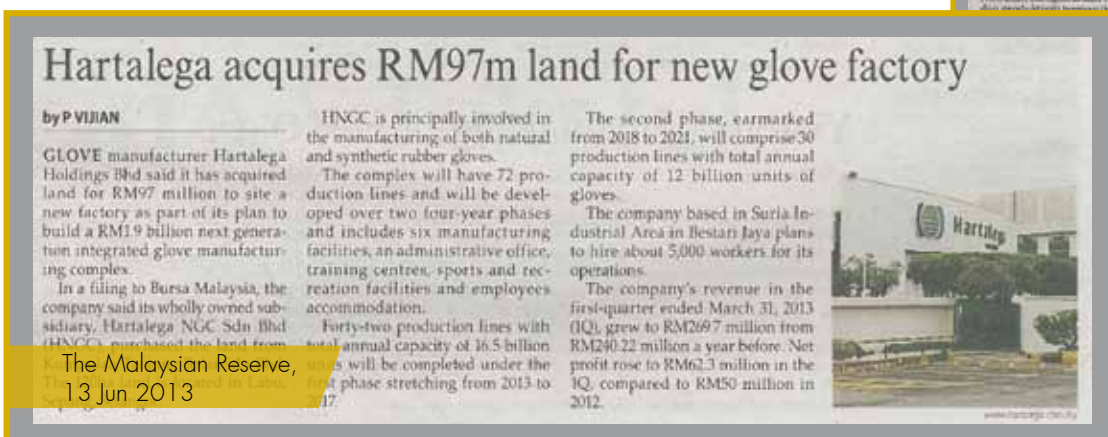 Hartalega acquires RM97m land for new glove factory
by P VIJIAN
GLOVE manufacturer Hartalega
Holdings Bhd said it has acquired
land for RM97 million to site a
new factory as part of its plan to
build a RM1.9 billion next genera-
tion integrated glove manufactur-
ing complex.
In a filing to Bursa Malaysia, the
company said its wholly owned sub-
sidiary, Hartalega NGC Sdn Bhd
(HNGC), purchased the land from
HNGC is principally involved in
the manufacturing of both natural
and synthetic rubber gloves.
The complex will have 72 pro-
duction lines and will be devel-
oped over two four-year phases
and includes six manufacturing
facilities, an administrative office,
training centres, sports and rec-
reation facilities and employees
accommodation.
Forty-two production lines with
total annual capacity of 16.5 billion
units will be completed under the
first phase stretching from 2013 to
2017.
The second phase, earmarked
from 2018 to 2021, will comprise 30
production lines with total annual
capacity of 12 billion units of
gloves.
The company based in Suria In-
dustrial Area in Bestari Jaya plans
to hire about 5,000 workers for its
operations.
The company's revenue in the
first-quarter ended March 31, 2013
(1Q), grew to RM269.7 million from
RM240.22 million a year before. Net
profit rose to RM62.3 million in the
1Q, compared to RM50 million in
2012.
Hartalega
The Malaysian Reserve,
13 Jun 2013